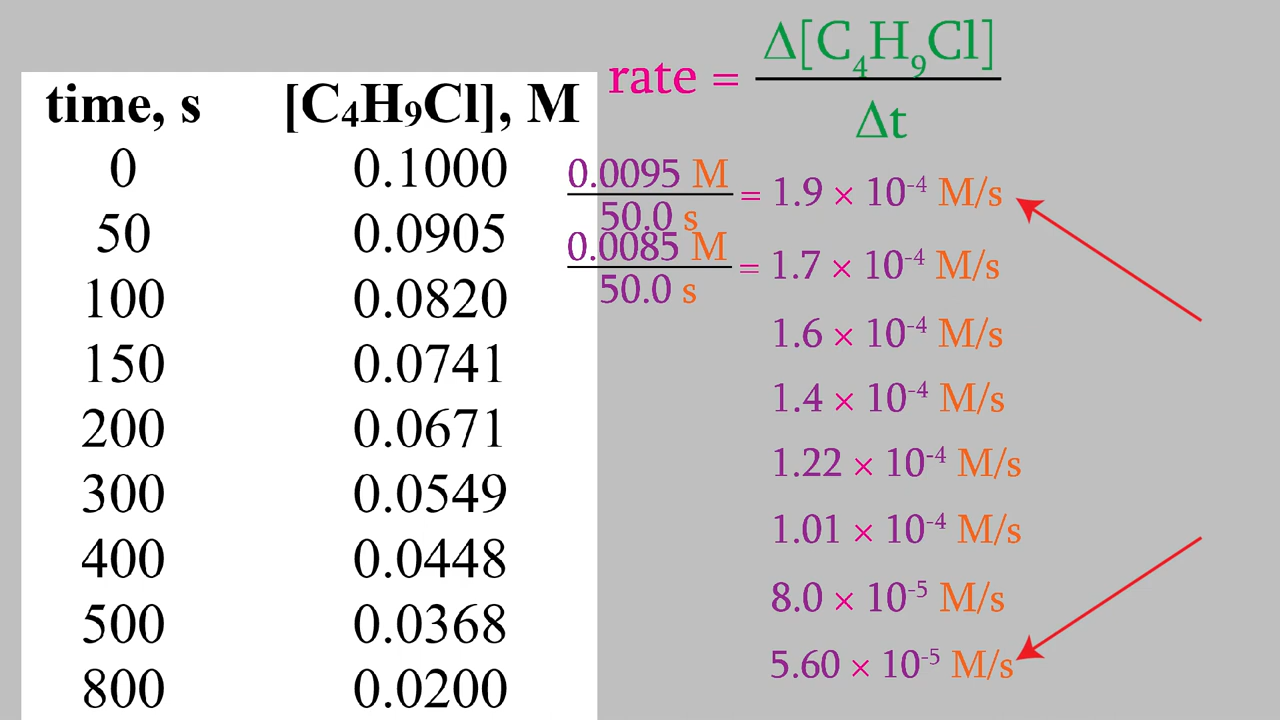 time, s [C₄H₉Cl], M
0 0.1000
50 0.0905
100 0.0820
150 0.0741
200 0.0671
300 0.0549
400 0.0448
500 0.0368
800 0.0200
rate = Δ[C₄H₉Cl]
Δt
0.0095 M
50.0 s
= 1.9 × 10⁻⁴ M/s
0.0085 M
50.0 s
= 1.7 × 10⁻⁴ M/s
1.6 × 10⁻⁴ M/s
1.4 × 10⁻⁴ M/s
1.22 × 10⁻⁴ M/s
1.01 × 10⁻⁴ M/s
8.0 × 10⁻⁵ M/s
5.60 × 10⁻⁵ M/s